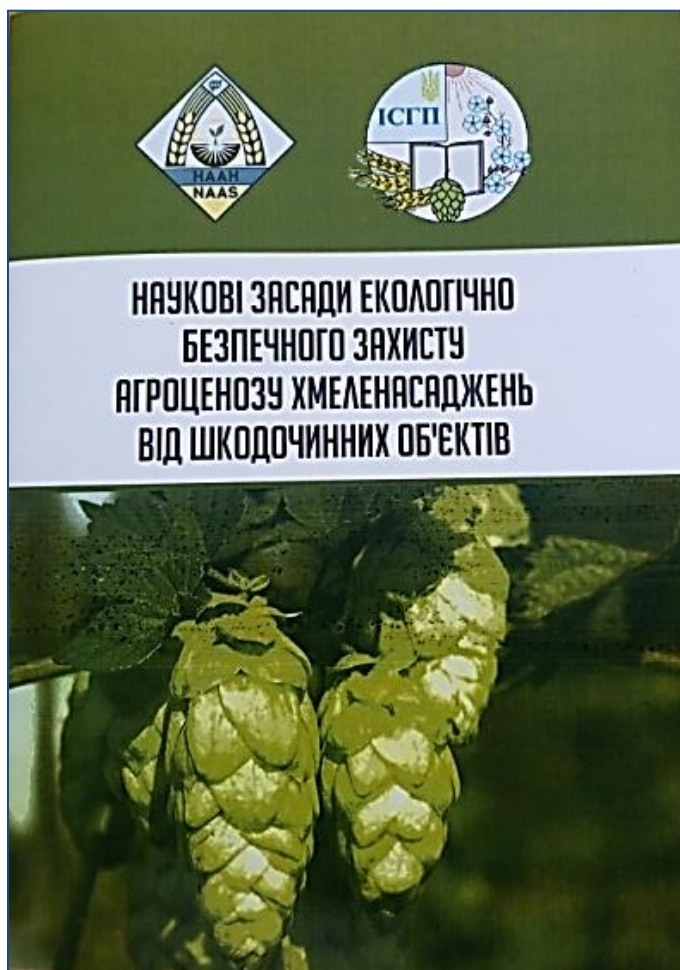 НААН
NAAS
ІСГП
НАУКОВІ ЗАСАДИ ЕКОЛОГІЧНО
БЕЗПЕЧНОГО ЗАХИСТУ
АГРОЦЕНОЗУ ХМЕЛЕНАСАДЖЕНЬ
ВІД ШКОДОЧИННИХ ОБ'ЄКТІВ